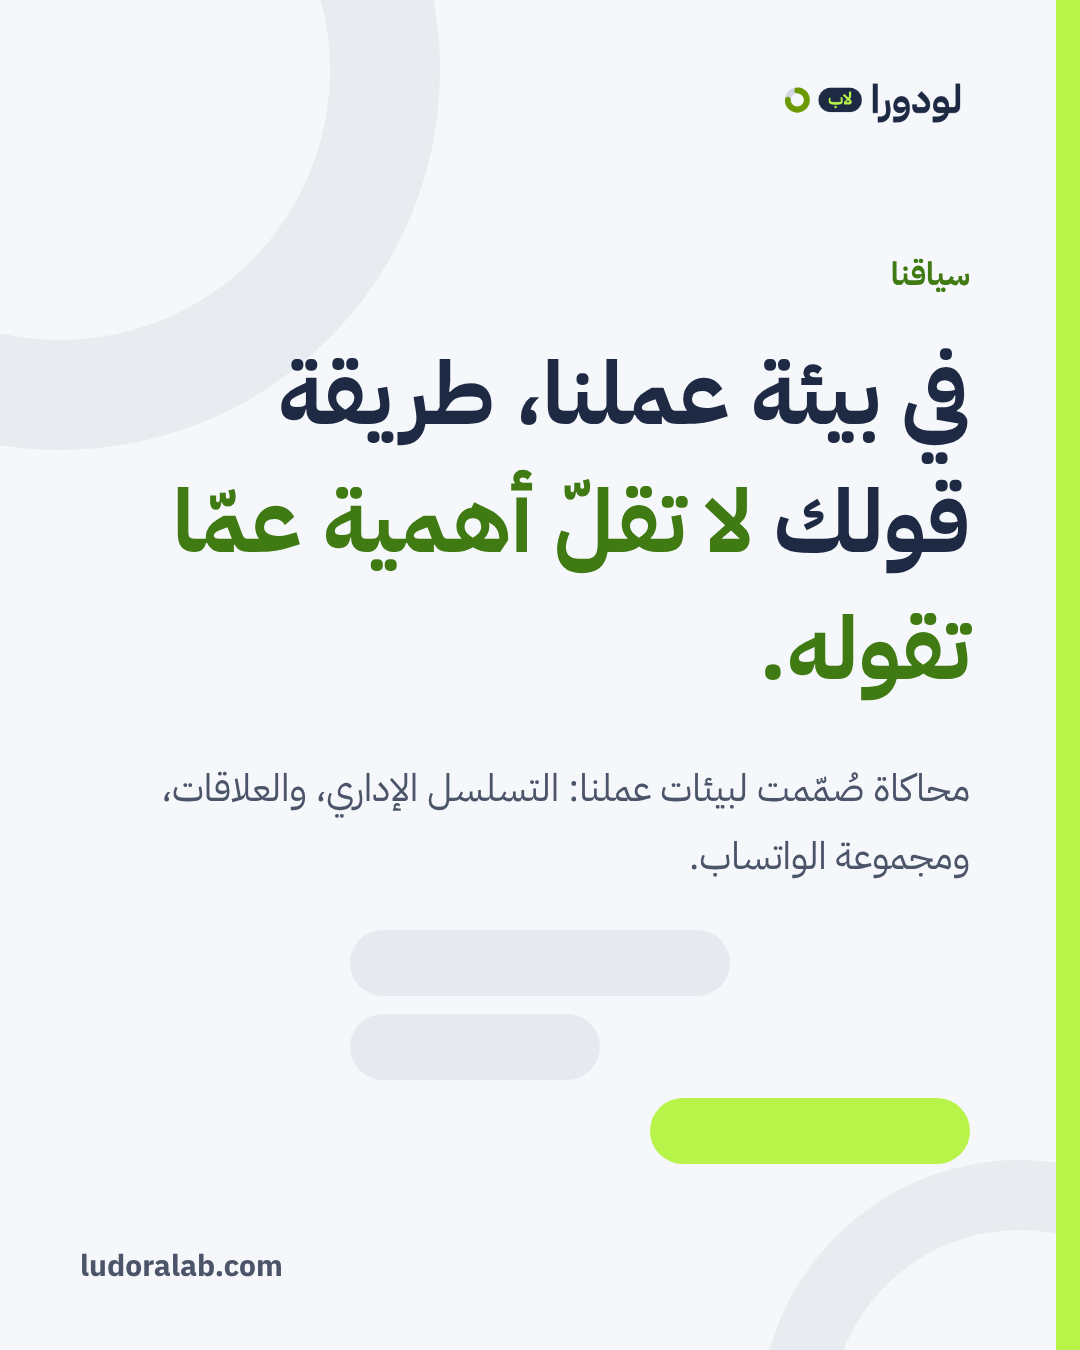 لودورا لاب
سياقنا
في بيئة عملنا، طريقة
قولك لا تقلّ أهمية عمّا
تقوله.
محاكاة صُمّمت لبيئات عملنا: التسلسل الإداري، والعلاقات،
ومجموعة الواتساب.
ludoralab.com